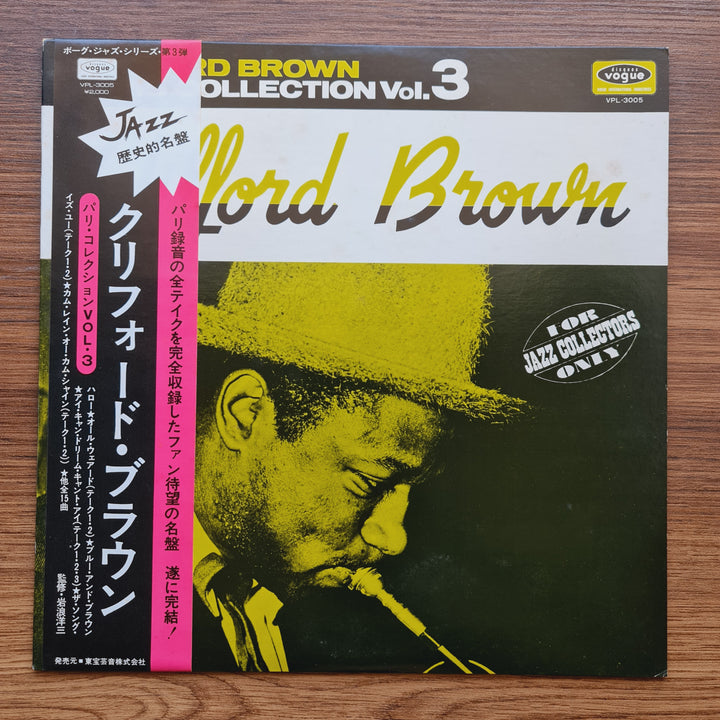 ボーグ・ジャズ・シリーズ・第3弾
disques
vogue
VPL-3005
¥2,000
JAZZ
歴史的名盤
クリフォード・ブラウン
パリ・コレクションVOL・3
ハロー★オール・ウェアード(テーク1・2)★ブルー・アンド・ブラウン
★アイ・キャン・ドリーム・キャント・アイ(テーク1・2・3)★ザ・ソング・
イズ・ユー(テーク1・2)★カム・レイン・オー・カム・シャイン(テーク1・2)★他全15曲
監修・岩浪洋三
発売元■東宝芸音株式会社
パリ録音の全テイクを完全収録したファン待望の名盤 遂に完結!
RD BROWN
OLLECTION Vol.3
disques
vogue
VPL-3005
fford Brown
FOR
JAZZ COLLECTORS
ONLY